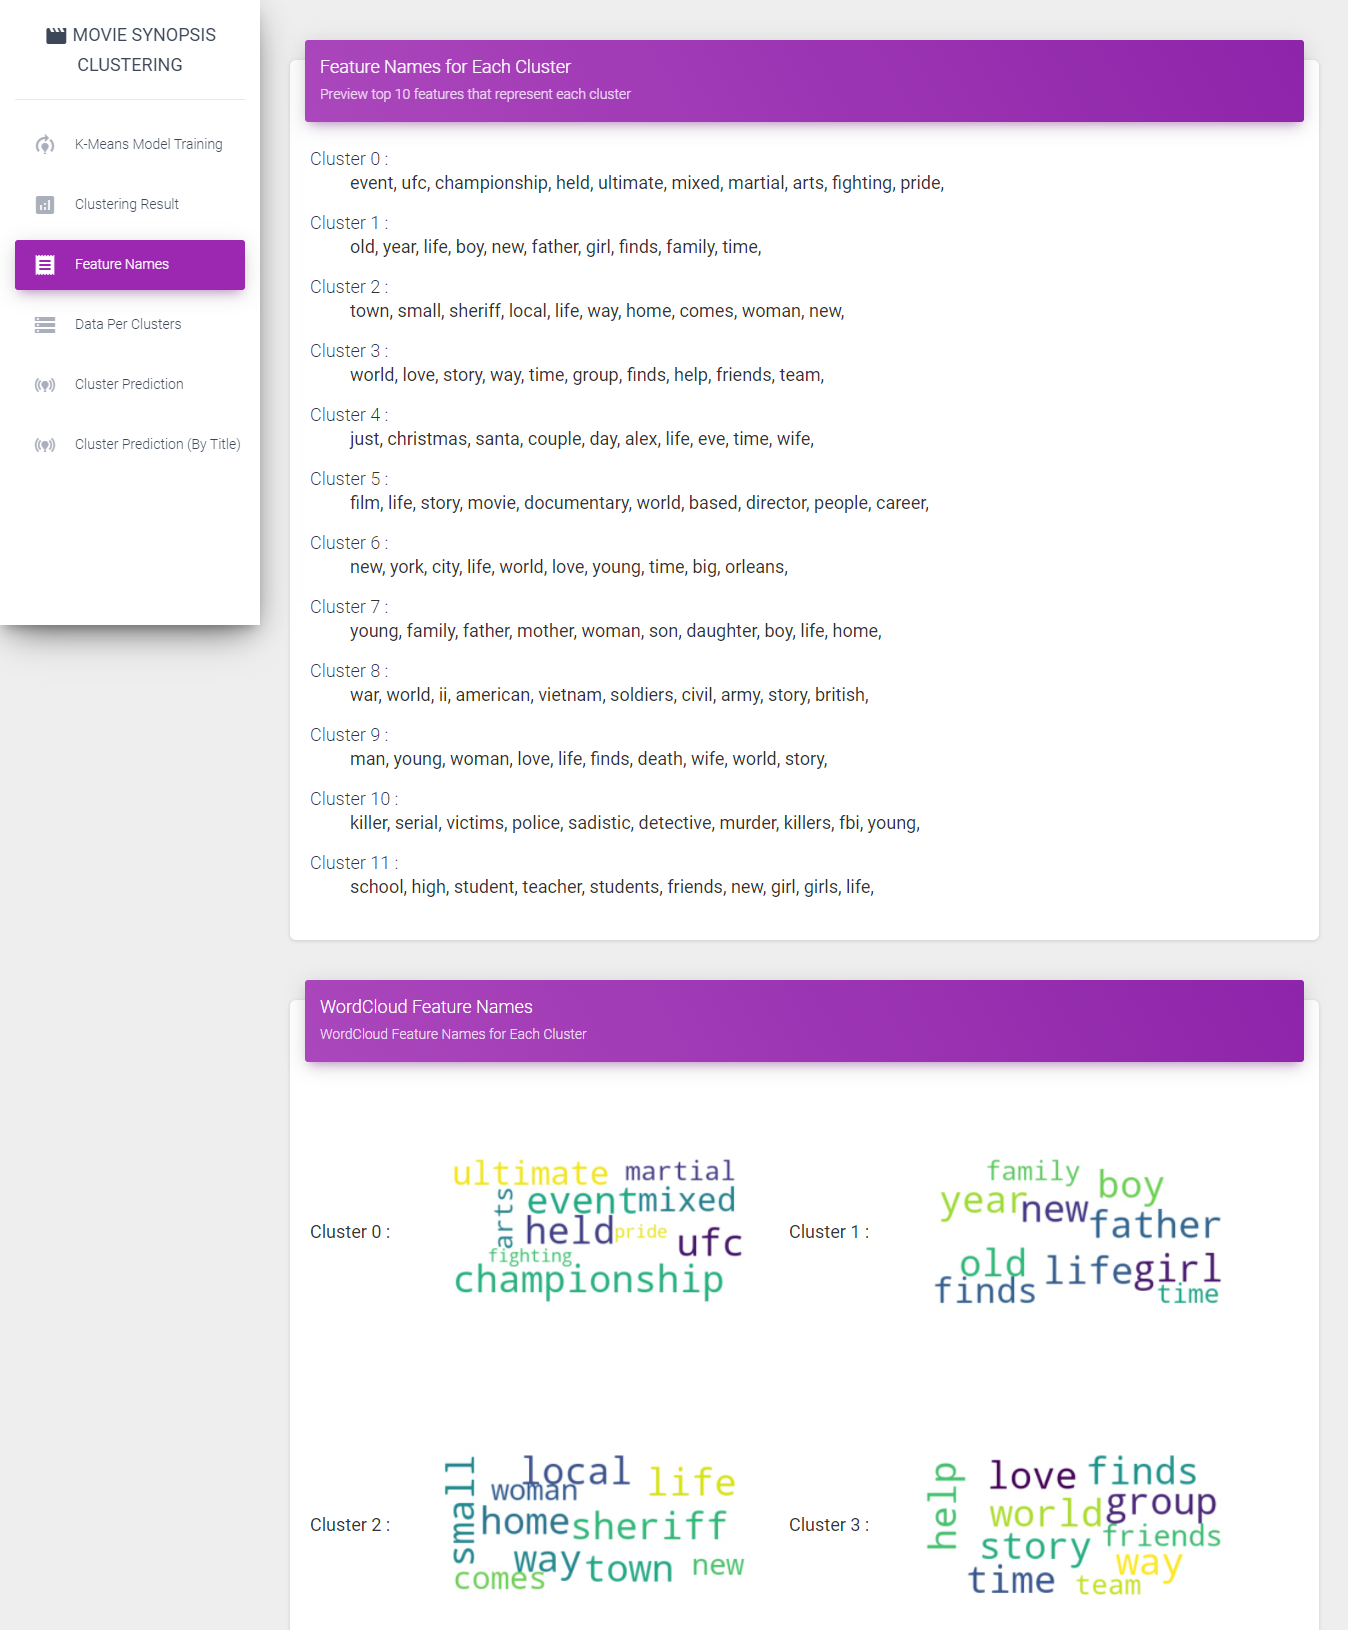 MOVIE SYNOPSIS
CLUSTERING
K-Means Model Training
Clustering Result
Feature Names
Data Per Clusters
Cluster Prediction
Cluster Prediction (By Title)
Feature Names for Each Cluster
Preview top 10 features that represent each cluster
Cluster 0 :
event, ufc, championship, held, ultimate, mixed, martial, arts, fighting, pride,
Cluster 1 :
old, year, life, boy, new, father, girl, finds, family, time,
Cluster 2 :
town, small, sheriff, local, life, way, home, comes, woman, new,
Cluster 3 :
world, love, story, way, time, group, finds, help, friends, team,
Cluster 4 :
just, christmas, santa, couple, day, alex, life, eve, time, wife,
Cluster 5 :
film, life, story, movie, documentary, world, based, director, people, career,
Cluster 6 :
new, york, city, life, world, love, young, time, big, orleans,
Cluster 7 :
young, family, father, mother, woman, son, daughter, boy, life, home,
Cluster 8 :
war, world, ii, american, vietnam, soldiers, civil, army, story, british,
Cluster 9 :
man, young, woman, love, life, finds, death, wife, world, story,
Cluster 10 :
killer, serial, victims, police, sadistic, detective, murder, killers, fbi, young,
Cluster 11 :
school, high, student, teacher, students, friends, new, girl, girls, life,
WordCloud Feature Names
WordCloud Feature Names for Each Cluster
Cluster 0 :
ultimate martial
arts event mixed
held pride ufc
fighting
championship
Cluster 1 :
family boy
year new father
old life girl
finds time
Cluster 2 :
small local life
woman
home sheriff
way town new
comes
Cluster 3 :
help love finds
world group
story friends
time way
team